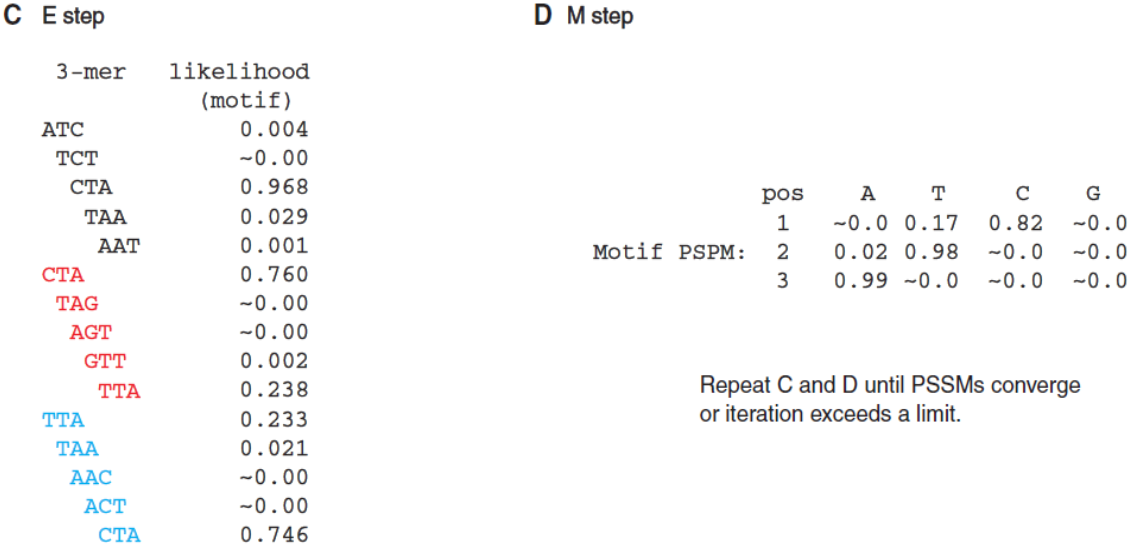 C E step
3-mer likelihood
(motif)
ATC 0.004
TCT ~0.00
CTA 0.968
TAA 0.029
AAT 0.001
CTA 0.760
TAG ~0.00
AGT ~0.00
GTT 0.002
TTA 0.238
TTA 0.233
TAA 0.021
AAC ~0.00
ACT ~0.00
CTA 0.746
D M step
pos A T C G
1 ~0.0 0.17 0.82 ~0.0
Motif PSPM: 2 0.02 0.98 ~0.0 ~0.0
3 0.99 ~0.0 ~0.0 ~0.0
Repeat C and D until PSSMs converge
or iteration exceeds a limit.